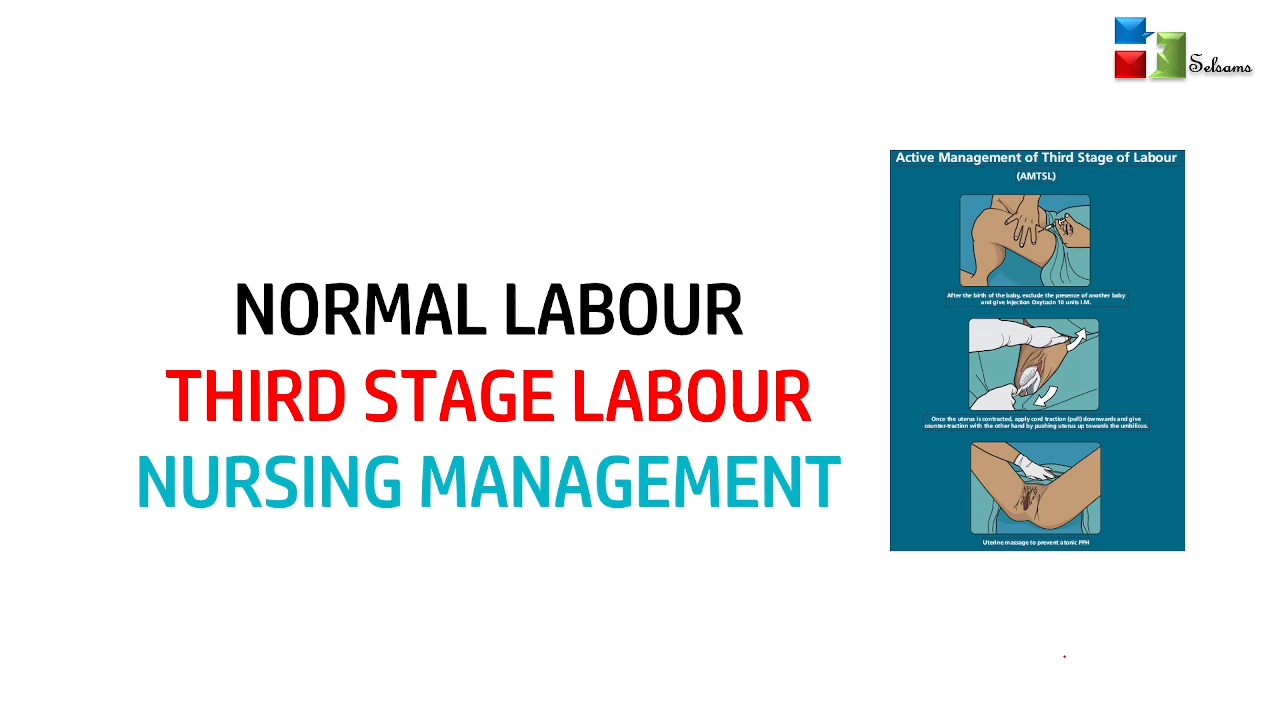 Selsams
Active Management of Third Stage of Labour
(AMTSL)
After the birth of the baby, exclude the presence of another baby
and give injection Oxytocin 10 units I.M.
Once the uterus is contracted, apply cord traction (pull) downwards and give
counter-traction with the other hand by pushing uterus up towards the umbilicus.
Uterine massage to prevent atonic PPH
NORMAL LABOUR
THIRD STAGE LABOUR
NURSING MANAGEMENT